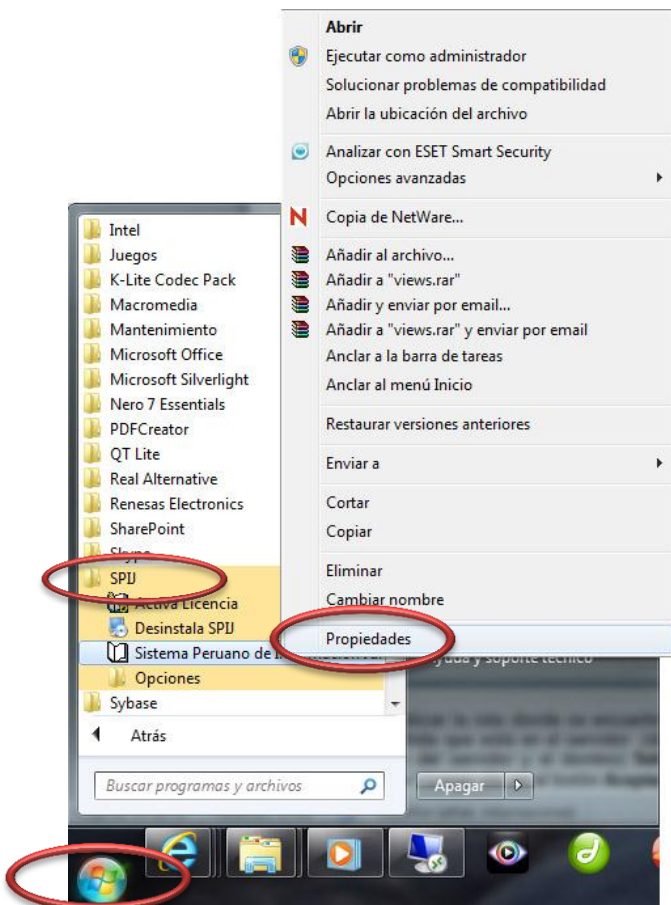 Abrir
Ejecutar como administrador
Solucionar problemas de compatibilidad
Abrir la ubicación del archivo
Analizar con ESET Smart Security
Opciones avanzadas
Copia de NetWare...
Añadir al archivo...
Añadir a "views.rar"
Añadir y enviar por email...
Añadir a "views.rar" y enviar por email
Anclar a la barra de tareas
Anclar al menú Inicio
Restaurar versiones anteriores
Enviar a
Cortar
Copiar
Eliminar
Cambiar nombre
Propiedades
Intel
Juegos
K-Lite Codec Pack
Macromedia
Mantenimiento
Microsoft Office
Microsoft Silverlight
Nero 7 Essentials
PDFCreator
QT Lite
Real Alternative
Renesas Electronics
SharePoint
Skype
SPIJ
Activa Licencia
Desinstala SPIJ
Sistema Peruano de
Opciones
Sybase
Atrás
Buscar programas y archivos
Ayuda y soporte técnico
Apagar